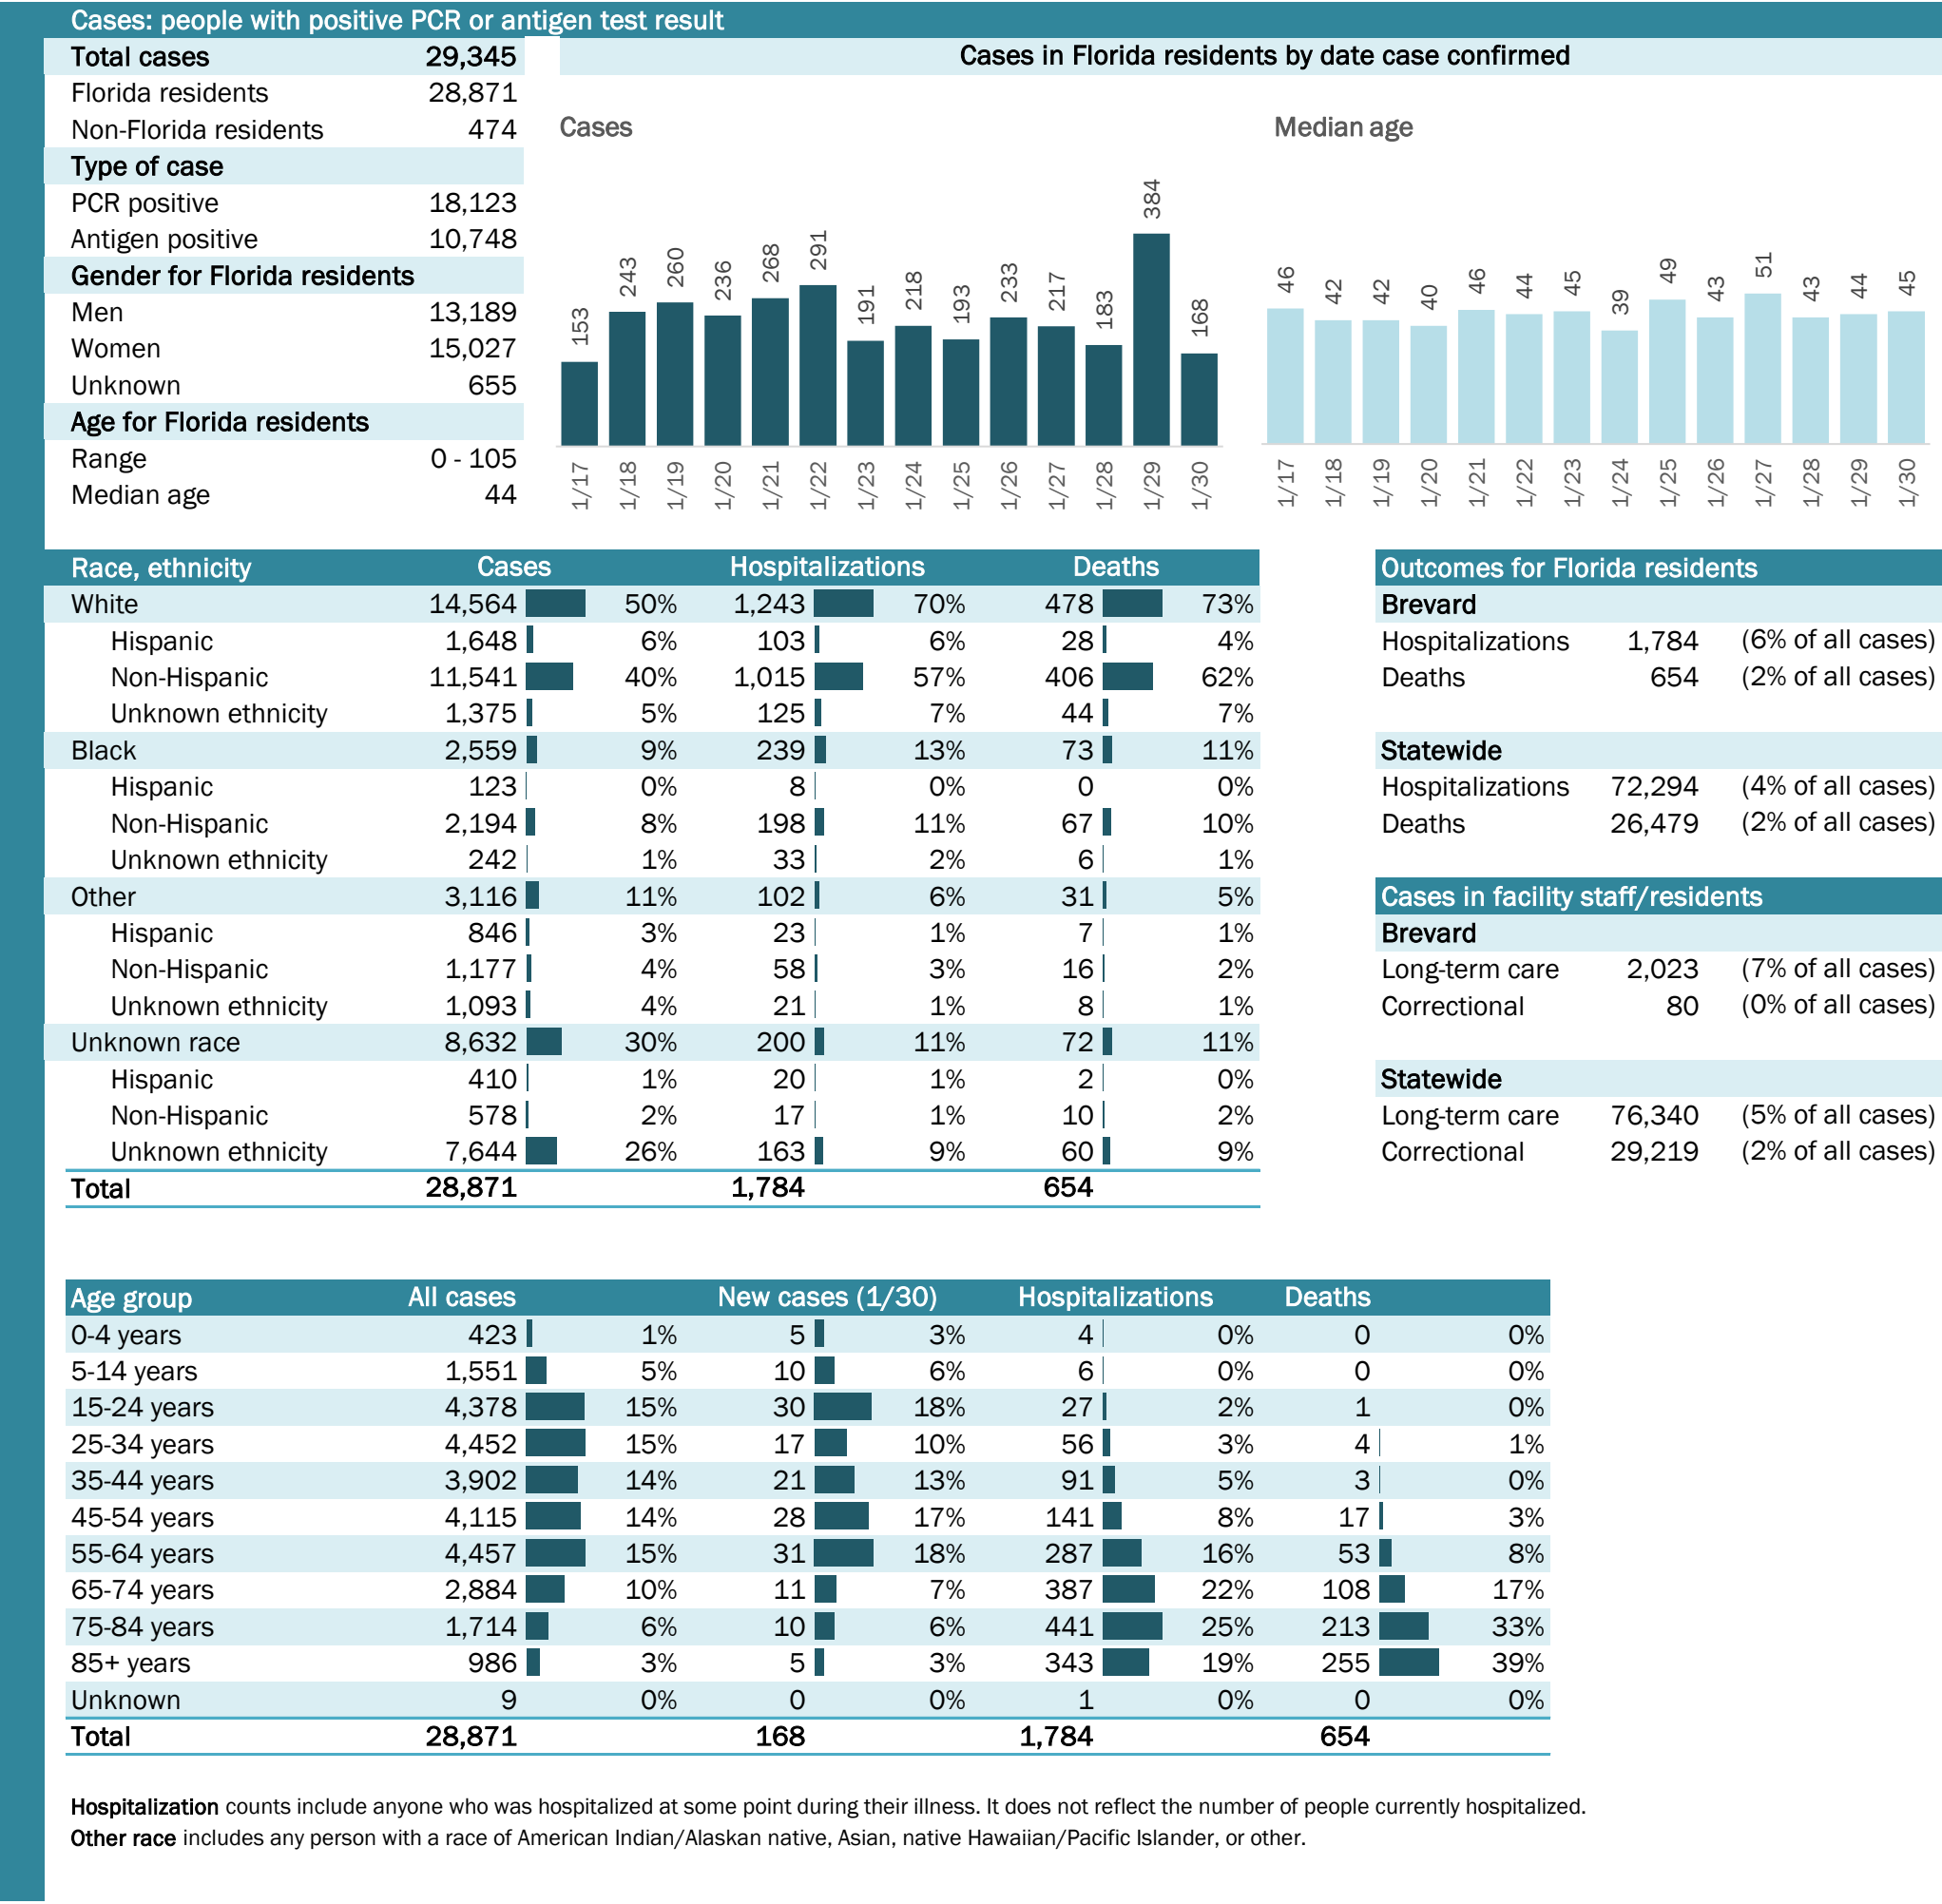 Cases: people with positive PCR or antigen test result
Total cases 29,345
Florida residents 28,871
Non-Florida residents 474
Type of case
PCR positive 18,123
Antigen positive 10,748
Gender for Florida residents
Men 13,189
Women 15,027
Unknown 655
Age for Florida residents
Range 0 - 105
Median age 44
Cases in Florida residents by date case confirmed
Cases
153 243 260 236 268 291 191 218 193 233 217 183 384 168
1/17 1/18 1/19 1/20 1/21 1/22 1/23 1/24 1/25 1/26 1/27 1/28 1/29 1/30
Median age
46 42 42 40 46 44 45 39 49 43 51 43 44 45
1/17 1/18 1/19 1/20 1/21 1/22 1/23 1/24 1/25 1/26 1/27 1/28 1/29 1/30
Race, ethnicity Cases Hospitalizations Deaths
White 14,564 50% 1,243 70% 478 73%
Hispanic 1,648 6% 103 6% 28 4%
Non-Hispanic 11,541 40% 1,015 57% 406 62%
Unknown ethnicity 1,375 5% 125 7% 44 7%
Black 2,559 9% 239 13% 73 11%
Hispanic 123 0% 8 0% 0 0%
Non-Hispanic 2,194 8% 198 11% 67 10%
Unknown ethnicity 242 1% 33 2% 6 1%
Other 3,116 11% 102 6% 31 5%
Hispanic 846 3% 23 1% 7 1%
Non-Hispanic 1,177 4% 58 3% 16 2%
Unknown ethnicity 1,093 4% 21 1% 8 1%
Unknown race 8,632 30% 200 11% 72 11%
Hispanic 410 1% 20 1% 2 0%
Non-Hispanic 578 2% 17 1% 10 2%
Unknown ethnicity 7,644 26% 163 9% 60 9%
Total 28,871 1,784 654
Outcomes for Florida residents
Brevard
Hospitalizations 1,784 (6% of all cases)
Deaths 654 (2% of all cases)
Statewide
Hospitalizations 72,294 (4% of all cases)
Deaths 26,479 (2% of all cases)
Cases in facility staff/residents
Brevard
Long-term care 2,023 (7% of all cases)
Correctional 80 (0% of all cases)
Statewide
Long-term care 76,340 (5% of all cases)
Correctional 29,219 (2% of all cases)
Age group All cases New cases (1/30) Hospitalizations Deaths
0-4 years 423 1% 5 3% 4 0% 0 0%
5-14 years 1,551 5% 10 6% 6 0% 0 0%
15-24 years 4,378 15% 30 18% 27 2% 1 0%
25-34 years 4,452 15% 17 10% 56 3% 4 1%
35-44 years 3,902 14% 21 13% 91 5% 3 0%
45-54 years 4,115 14% 28 17% 141 8% 17 3%
55-64 years 4,457 15% 31 18% 287 16% 53 8%
65-74 years 2,884 10% 11 7% 387 22% 108 17%
75-84 years 1,714 6% 10 6% 441 25% 213 33%
85+ years 986 3% 5 3% 343 19% 255 39%
Unknown 9 0% 0 0% 1 0% 0 0%
Total 28,871 168 1,784 654
Hospitalization counts include anyone who was hospitalized at some point during their illness. It does not reflect the number of people currently hospitalized.
Other race includes any person with a race of American Indian/Alaskan native, Asian, native Hawaiian/Pacific Islander, or other.